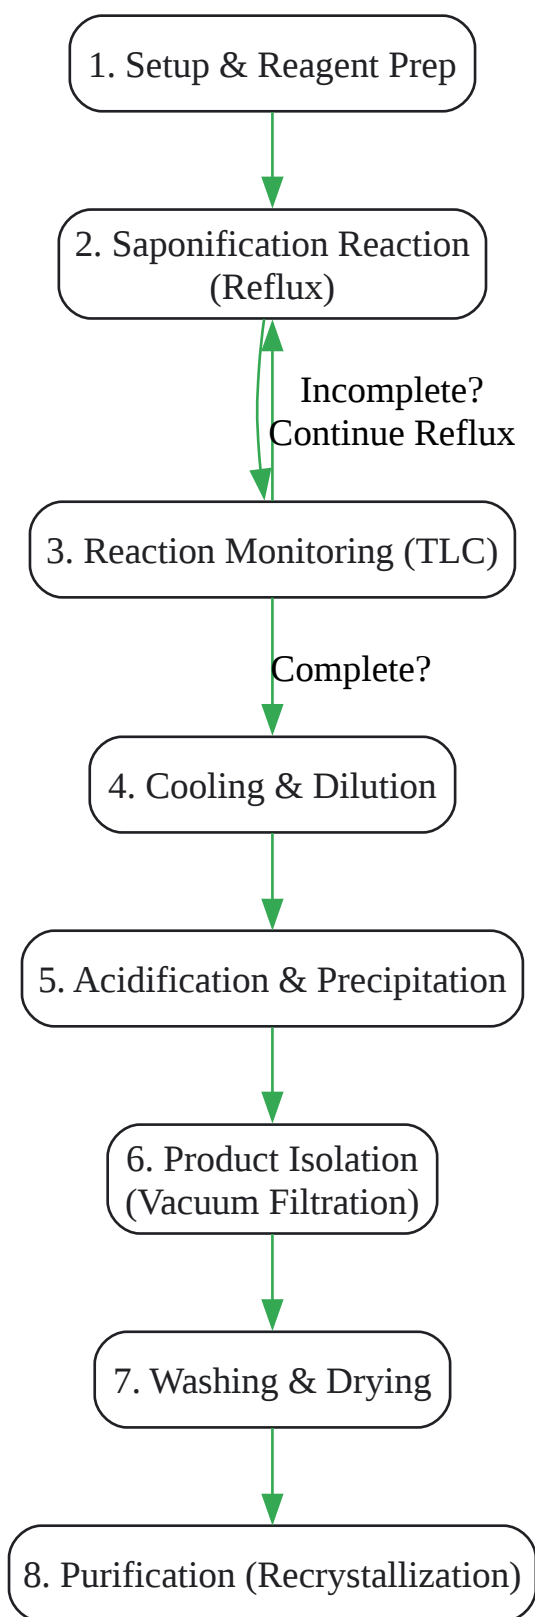 1. Setup & Reagent Prep
2. Saponification Reaction
(Reflux)
Incomplete?
Continue Reflux
3. Reaction Monitoring (TLC)
Complete?
4. Cooling & Dilution
5. Acidification & Precipitation
6. Product Isolation
(Vacuum Filtration)
7. Washing & Drying
8. Purification (Recrystallization)